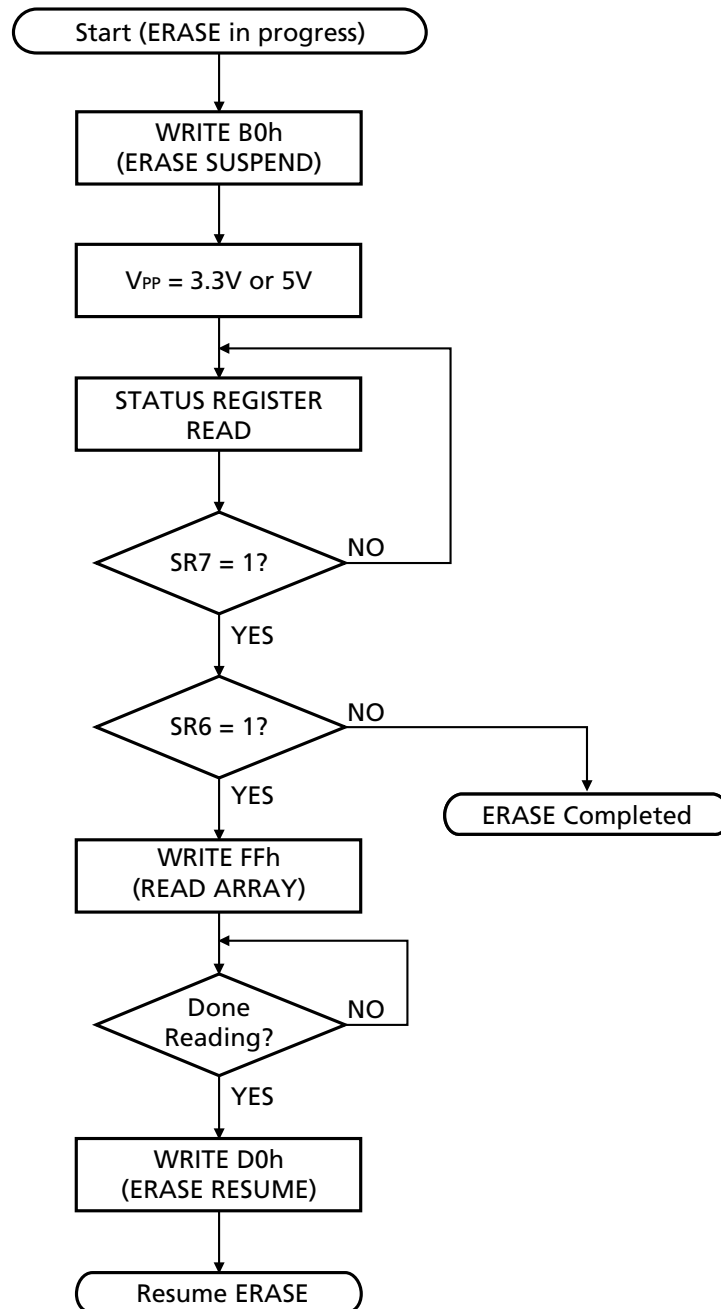 Start (ERASE in progress)
WRITE B0h
(ERASE SUSPEND)
VPP = 3.3V or 5V
STATUS REGISTER
READ
SR7 = 1?
NO
YES
SR6 = 1?
NO
YES
ERASE Completed
WRITE FFh
(READ ARRAY)
Done
Reading?
NO
YES
WRITE D0h
(ERASE RESUME)
Resume ERASE